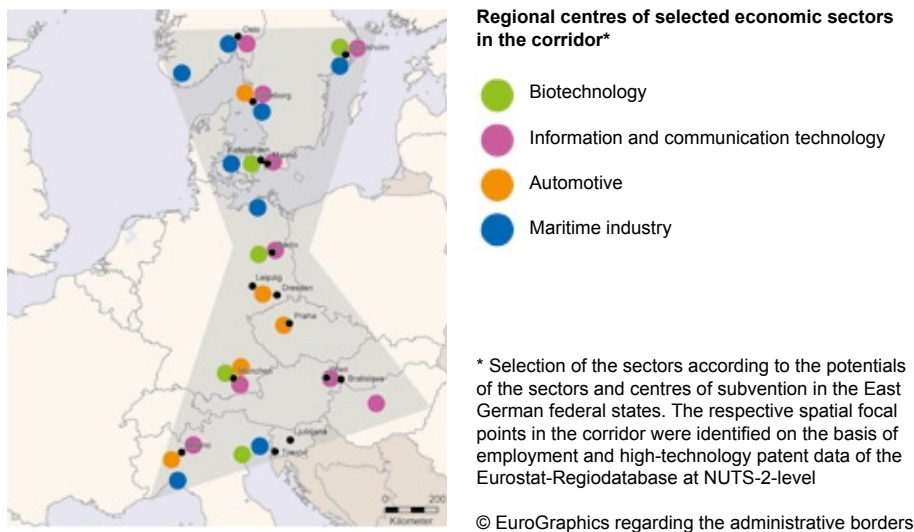 Regional centres of selected economic sectors
in the corridor*
Biotechnology
Information and communication technology
Automotive
Maritime industry
* Selection of the sectors according to the potentials
of the sectors and centres of subvention in the East
German federal states. The respective spatial focal
points in the corridor were identified on the basis of
employment and high-technology patent data of the
Eurostat-Regiodatabase at NUTS-2-level
© EuroGraphics regarding the administrative borders
Oslo
København
Malmö
Leipzig
Dresden
Praha
München
Wien
Bratislava
Ljubljana
Trieste
0 200
Kilometer